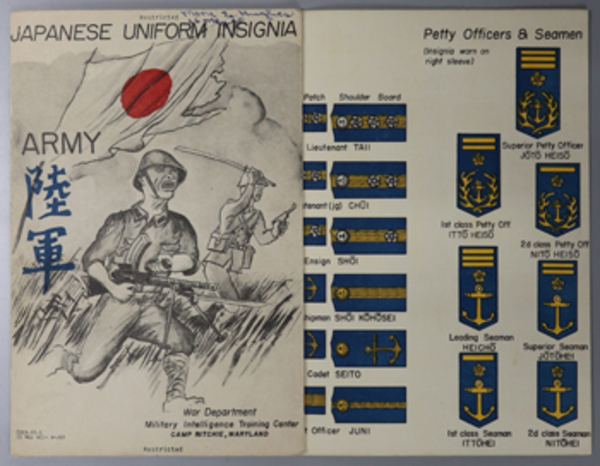 Restricted
JAPANESE UNIFORM INSIGNIA
ARMY
陸
軍
War Department
Military Intelligence Training Center
CAMP RITCHIE, MARYLAND
Restricted
Petty Officers & Seamen
(Insignia worn on
right sleeve)
Patch Shoulder Board
Lieutenant TAII
CHŪI
Ensign SHŌI
SHŌI KŌHOSEI
Cadet SEITO
Officer JUNI
Superior Petty Officer
JŌTŌ HEISŌ
1st class Petty Off
ITTŌ HEISŌ
2d class Petty Off
NITŌ HEISŌ
Leading Seaman
HEICHŌ
Superior Seaman
JŌTŌHEI
1st class Seaman
ITTŌHEI
2d class Seaman
NITŌHEI